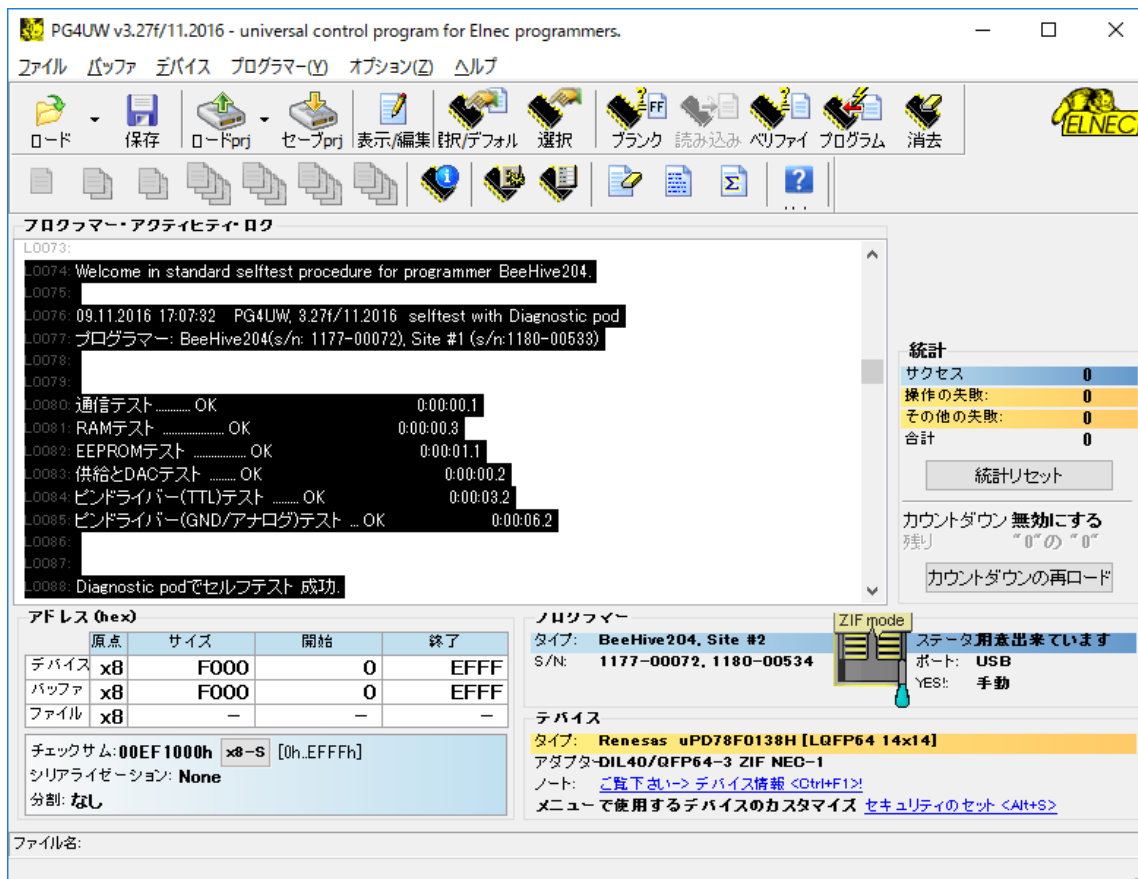 PG4UW v3.27f/11.2016 - universal control program for Elnec programmers.
ファイル バッファ デバイス プログラマー(Y) オプション(Z) ヘルプ
ロード 保存 ロードprj セーブprj 表示/編集 択/デフォル 選択 ブランク 読み込み ベリファイ プログラム 消去
ELNEC
プログラマー・アクティビティ・ログ
L0073:
L0074: Welcome in standard selftest procedure for programmer BeeHive204.
L0075:
L0076: 09.11.2016 17:07:32 PG4UW, 3.27f/11.2016 selftest with Diagnostic pod
L0077: プログラマー: BeeHive204(s/n: 1177-00072), Site #1 (s/n:1180-00533)
L0078:
L0079:
L0080: 通信テスト ........... OK 0:00:00.1
L0081: RAMテスト .................... OK 0:00:00.3
L0082: EEPROMテスト ................. OK 0:00:01.1
L0083: 供給とDACテスト ........ OK 0:00:00.2
L0084: ピンドライバー(TTL)テスト ........ OK 0:00:03.2
L0085: ピンドライバー(GND/アナログ)テスト ... OK 0:00:06.2
L0086:
L0087:
L0088: Diagnostic podでセルフテスト 成功.
統計
サクセス 0
操作の失敗: 0
その他の失敗: 0
合計 0
統計リセット
カウントダウン 無効にする
残り "0"の "0"
カウントダウンの再ロード
アドレス (hex)
原点 サイズ 開始 終了
デバイス x8 F000 0 EFFF
バッファ x8 F000 0 EFFF
ファイル x8 - - -
チェックサム: 00EF1000h x8-S [0h..EFFFh]
シリアライゼーション: None
分割: なし
プログラマー
タイプ: BeeHive204, Site #2
S/N: 1177-00072, 1180-00534
ZIF mode
ステータ 用意出来ています
ポート: USB
YES!: 手動
デバイス
タイプ: Renesas uPD78F0138H [LQFP64 14x14]
アダプター DIL40/QFP64-3 ZIF NEC-1
ノート: ご覧下さい-> デバイス情報 <Ctrl+F1>!
メニューで使用するデバイスのカスタマイズ セキュリティのセット <Alt+S>
ファイル名: